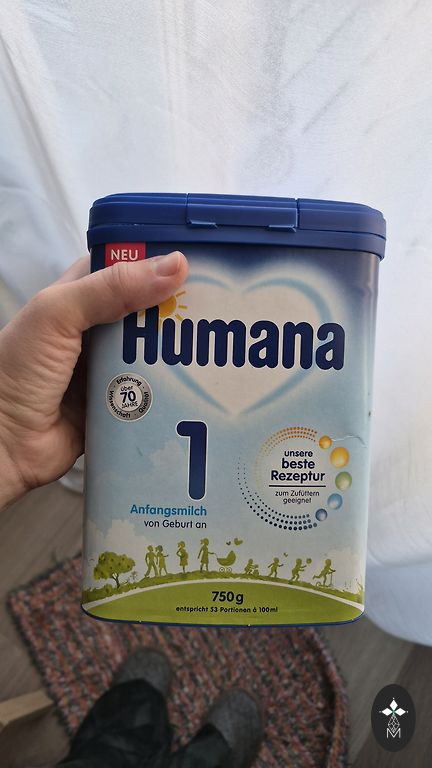 NEU
Humana
Erfahrung
über
70
JAHRE
Wissenschaft
Qualität
1
Anfangsmilch
von Geburt an
unsere
beste
Rezeptur
zum Zufüttern
geeignet
750g
entspricht 53 Portionen à 100ml
M